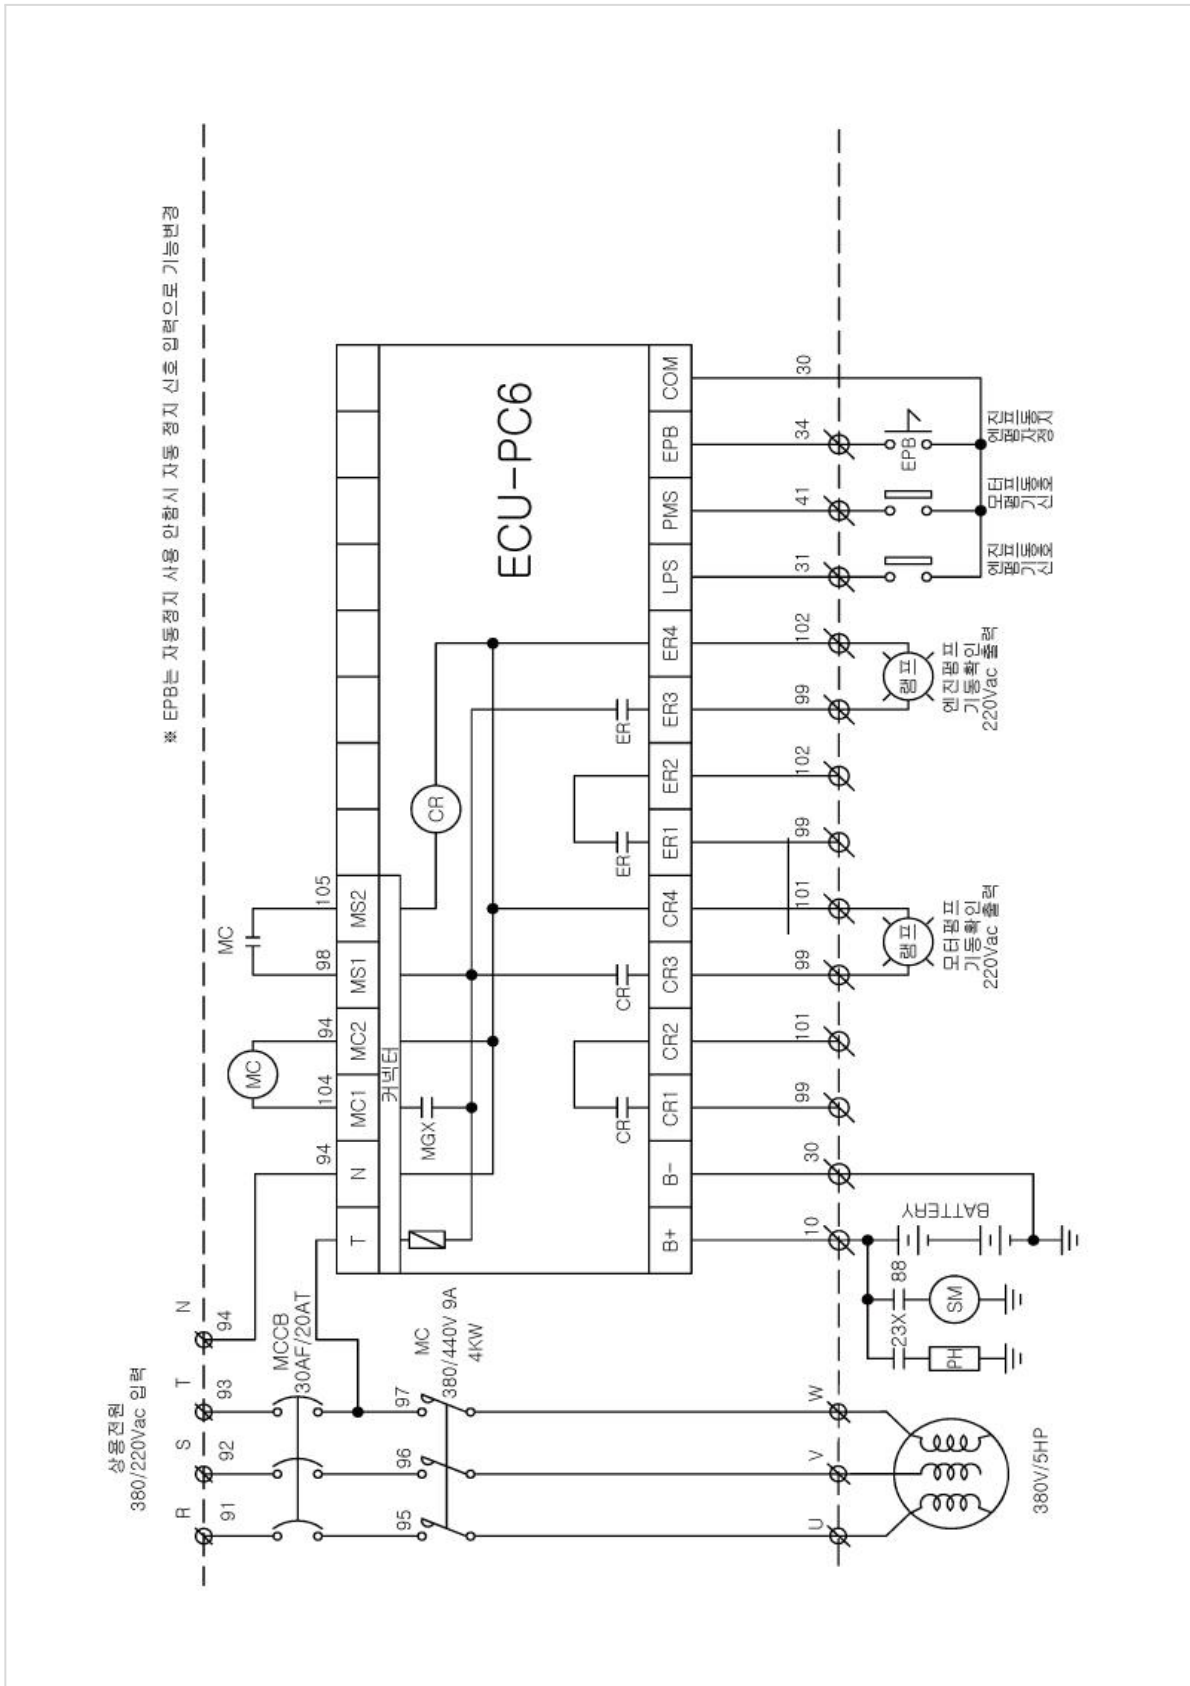 ※ EPB는 자동정지 사용 안할시 자동 정지 신호 입력으로 기능변경
상용전원
380/220Vac 입력
R
S
T
N
91
92
93
94
MCCB
30AF/20AT
95
96
97
MC
380/440V 9A
4KW
U
V
W
380V/5HP
MC
MC
94
104
94
98
105
T
N
MC1
MC2
MS1
MS2
커넥터
MGX
CR
ECU-PC6
CR
CR
ER
ER
B+
B-
CR1
CR2
CR3
CR4
ER1
ER2
ER3
ER4
LPS
PMS
EPB
COM
10
30
99
101
99
101
99
102
99
102
31
41
34
30
23X
88
PH
SM
BATTERY
램프
모터펌프
기동확인
220Vac 출력
램프
엔진펌프
기동확인
220Vac 출력
엔진
펌프
기동
신호
모터
펌프
기동
신호
EPB
엔진
펌프
자동
정지